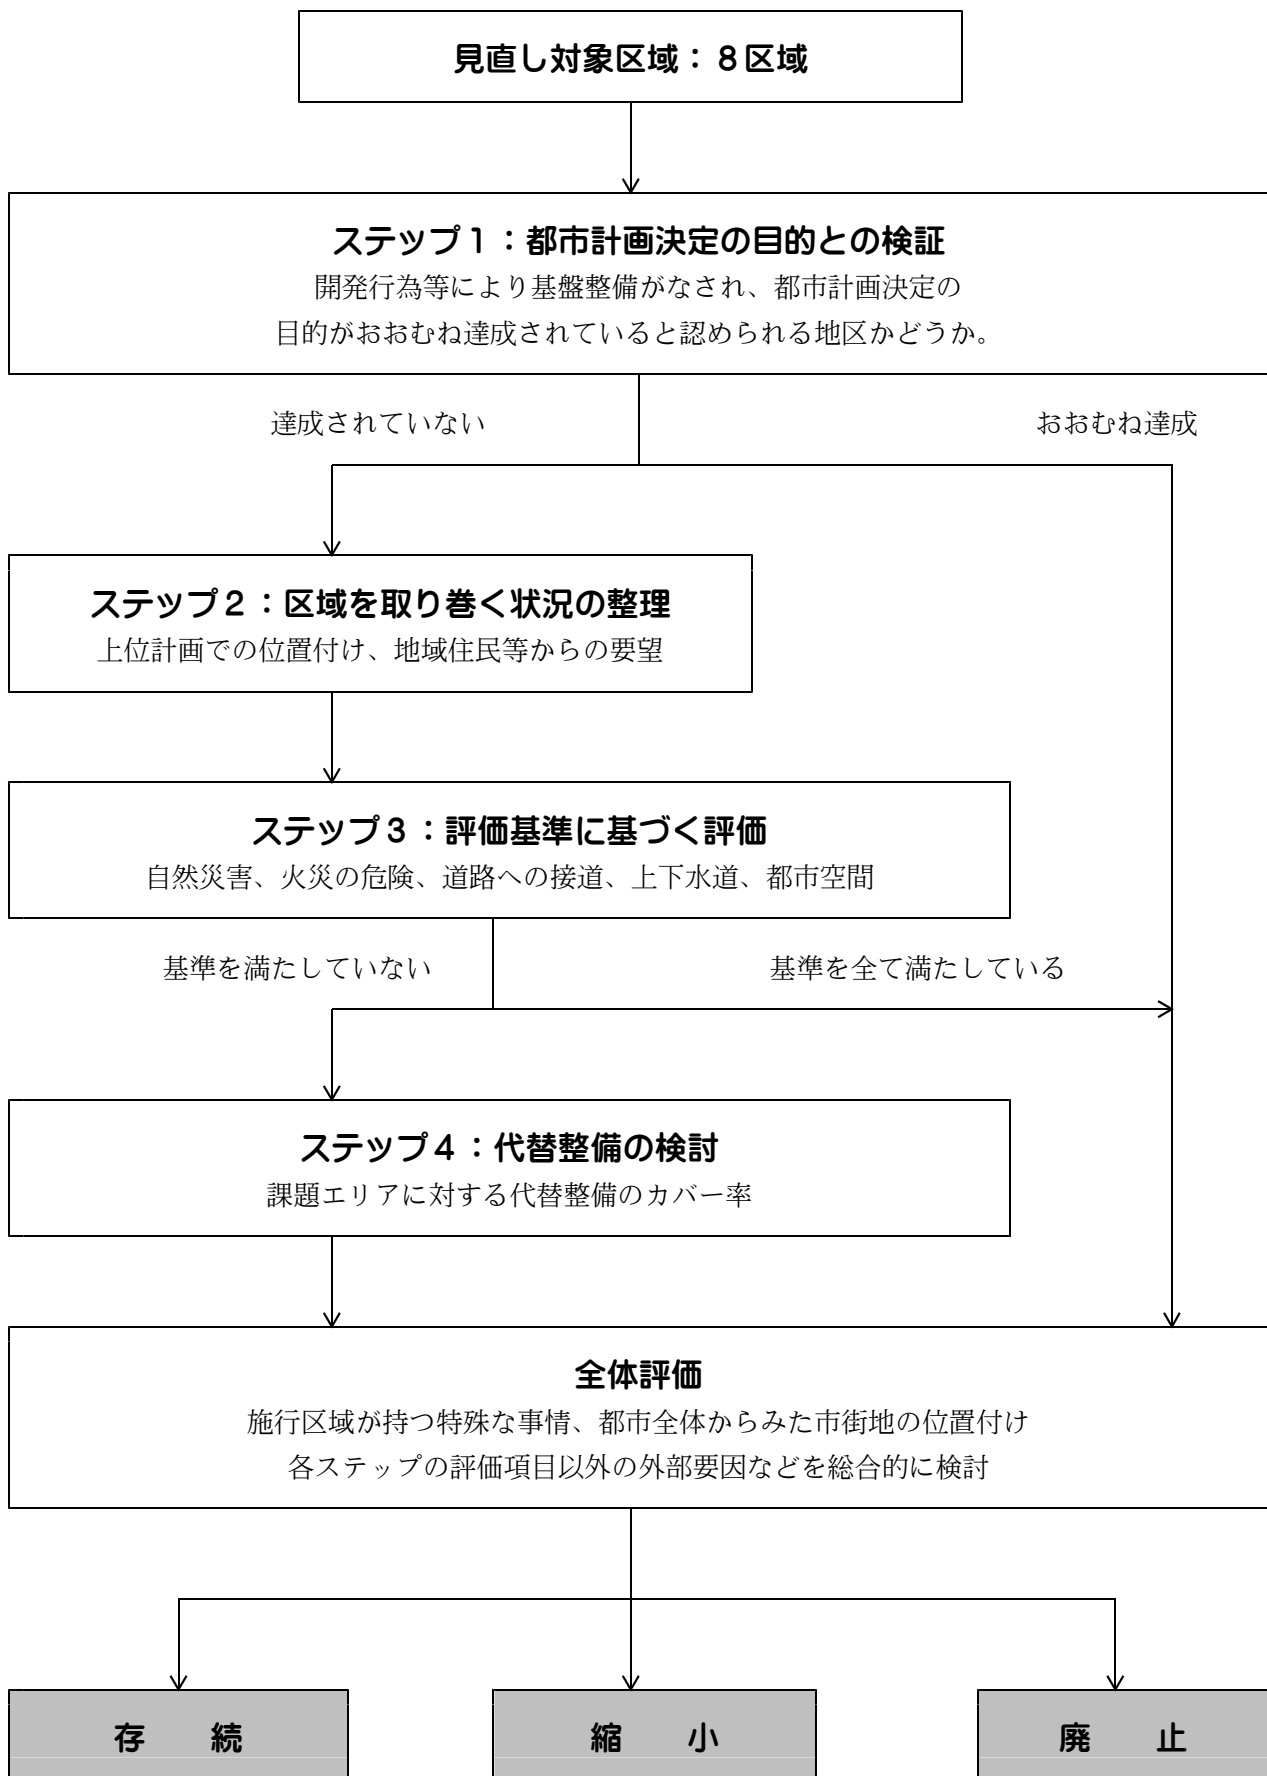 見直し対象区域：８区域
ステップ１：都市計画決定の目的との検証
開発行為等により基盤整備がなされ、都市計画決定の
目的がおおむね達成されていると認められる地区かどうか。
達成されていない
おおむね達成
ステップ２：区域を取り巻く状況の整理
上位計画での位置付け、地域住民等からの要望
ステップ３：評価基準に基づく評価
自然災害、火災の危険、道路への接道、上下水道、都市空間
基準を満たしていない
基準を全て満たしている
ステップ４：代替整備の検討
課題エリアに対する代替整備のカバー率
全体評価
施行区域が持つ特殊な事情、都市全体からみた市街地の位置付け
各ステップの評価項目以外の外部要因などを総合的に検討
存　続
縮　小
廃　止